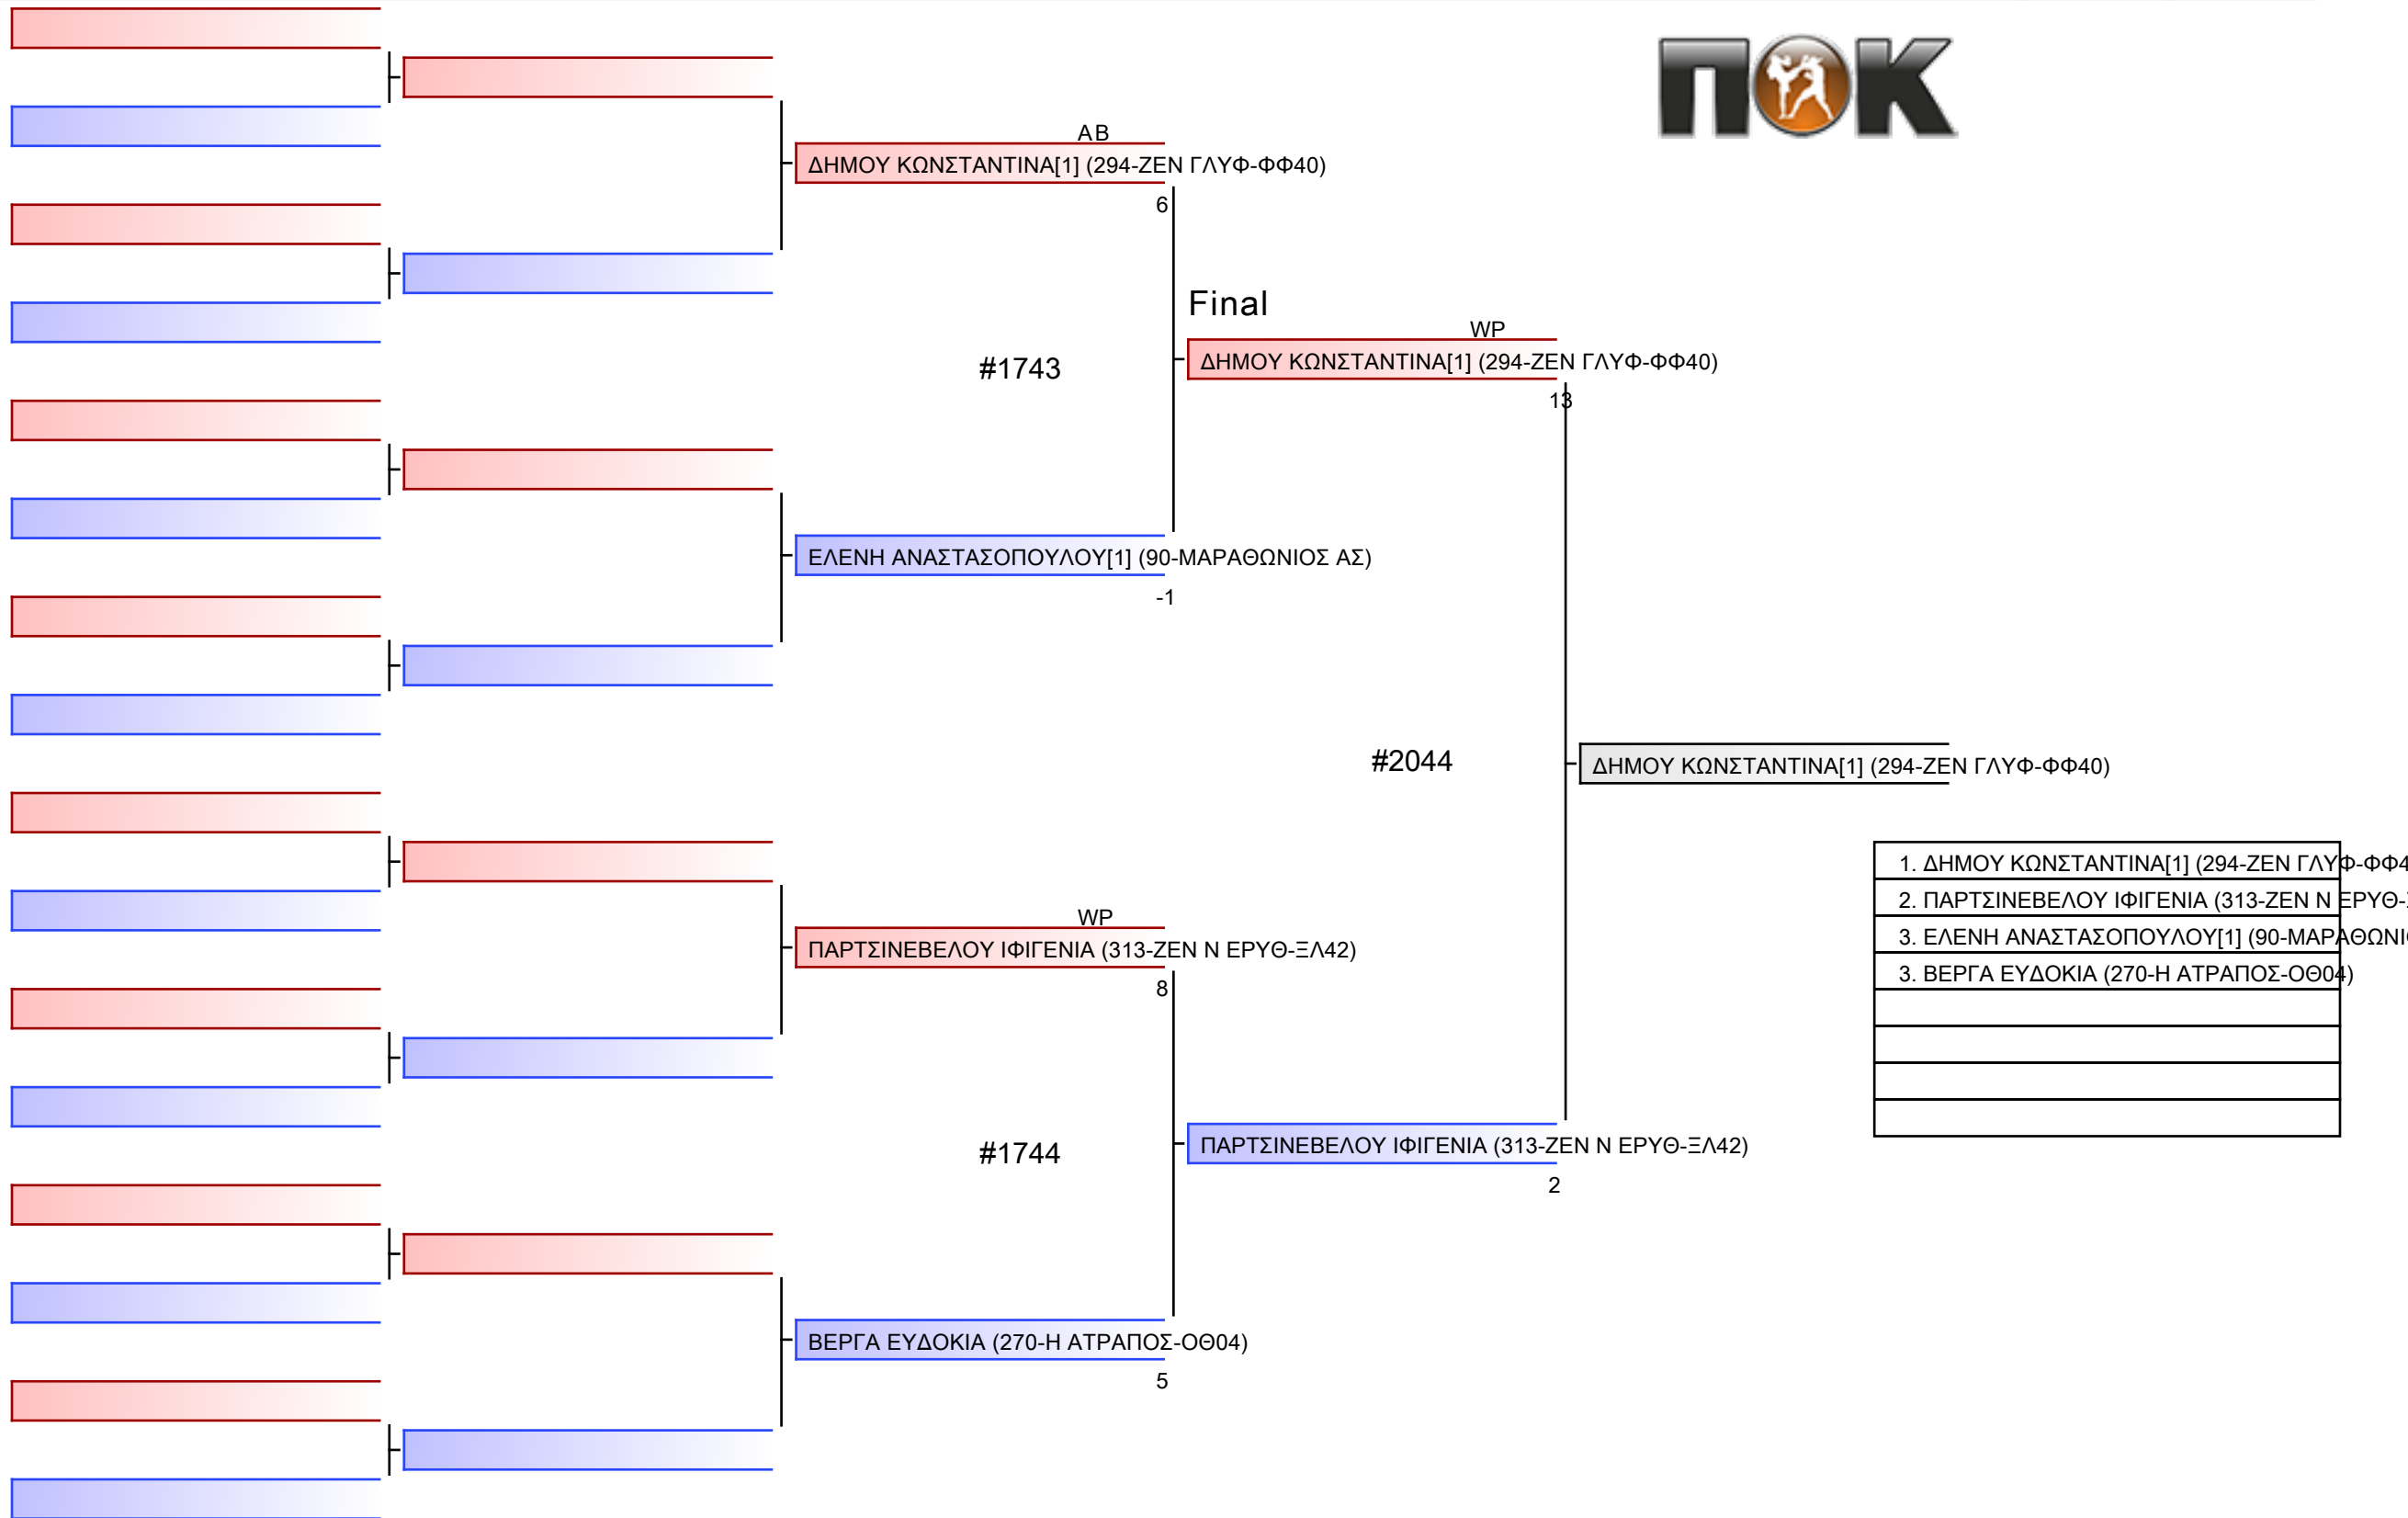 ΠΟΚ
AB
ΔΗΜΟΥ ΚΩΝΣΤΑΝΤΙΝΑ[1] (294-ΖΕΝ ΓΛΥΦ-ΦΦ40)
6
Final
WP
#1743
ΔΗΜΟΥ ΚΩΝΣΤΑΝΤΙΝΑ[1] (294-ΖΕΝ ΓΛΥΦ-ΦΦ40)
13
ΕΛΕΝΗ ΑΝΑΣΤΑΣΟΠΟΥΛΟΥ[1] (90-ΜΑΡΑΘΩΝΙΟΣ ΑΣ)
-1
#2044
ΔΗΜΟΥ ΚΩΝΣΤΑΝΤΙΝΑ[1] (294-ΖΕΝ ΓΛΥΦ-ΦΦ40)
1. ΔΗΜΟΥ ΚΩΝΣΤΑΝΤΙΝΑ[1] (294-ΖΕΝ ΓΛΥΦ-ΦΦ4
2. ΠΑΡΤΣΙΝΕΒΕΛΟΥ ΙΦΙΓΕΝΙΑ (313-ΖΕΝ Ν ΕΡΥΘ-
3. ΕΛΕΝΗ ΑΝΑΣΤΑΣΟΠΟΥΛΟΥ[1] (90-ΜΑΡΑΘΩΝΙ
3. ΒΕΡΓΑ ΕΥΔΟΚΙΑ (270-Η ΑΤΡΑΠΟΣ-ΟΘ04)
WP
ΠΑΡΤΣΙΝΕΒΕΛΟΥ ΙΦΙΓΕΝΙΑ (313-ΖΕΝ Ν ΕΡΥΘ-ΞΛ42)
8
#1744
ΠΑΡΤΣΙΝΕΒΕΛΟΥ ΙΦΙΓΕΝΙΑ (313-ΖΕΝ Ν ΕΡΥΘ-ΞΛ42)
2
ΒΕΡΓΑ ΕΥΔΟΚΙΑ (270-Η ΑΤΡΑΠΟΣ-ΟΘ04)
5